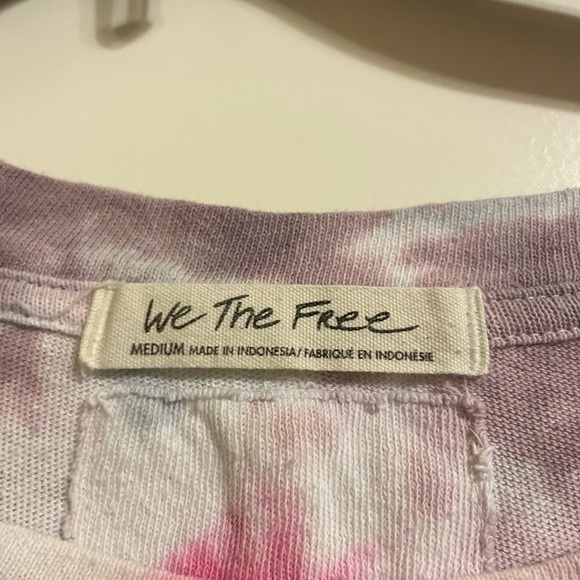 We The Free
MEDIUM MADE IN INDONESIA/FABRIQUÉ EN INDONÉSIE